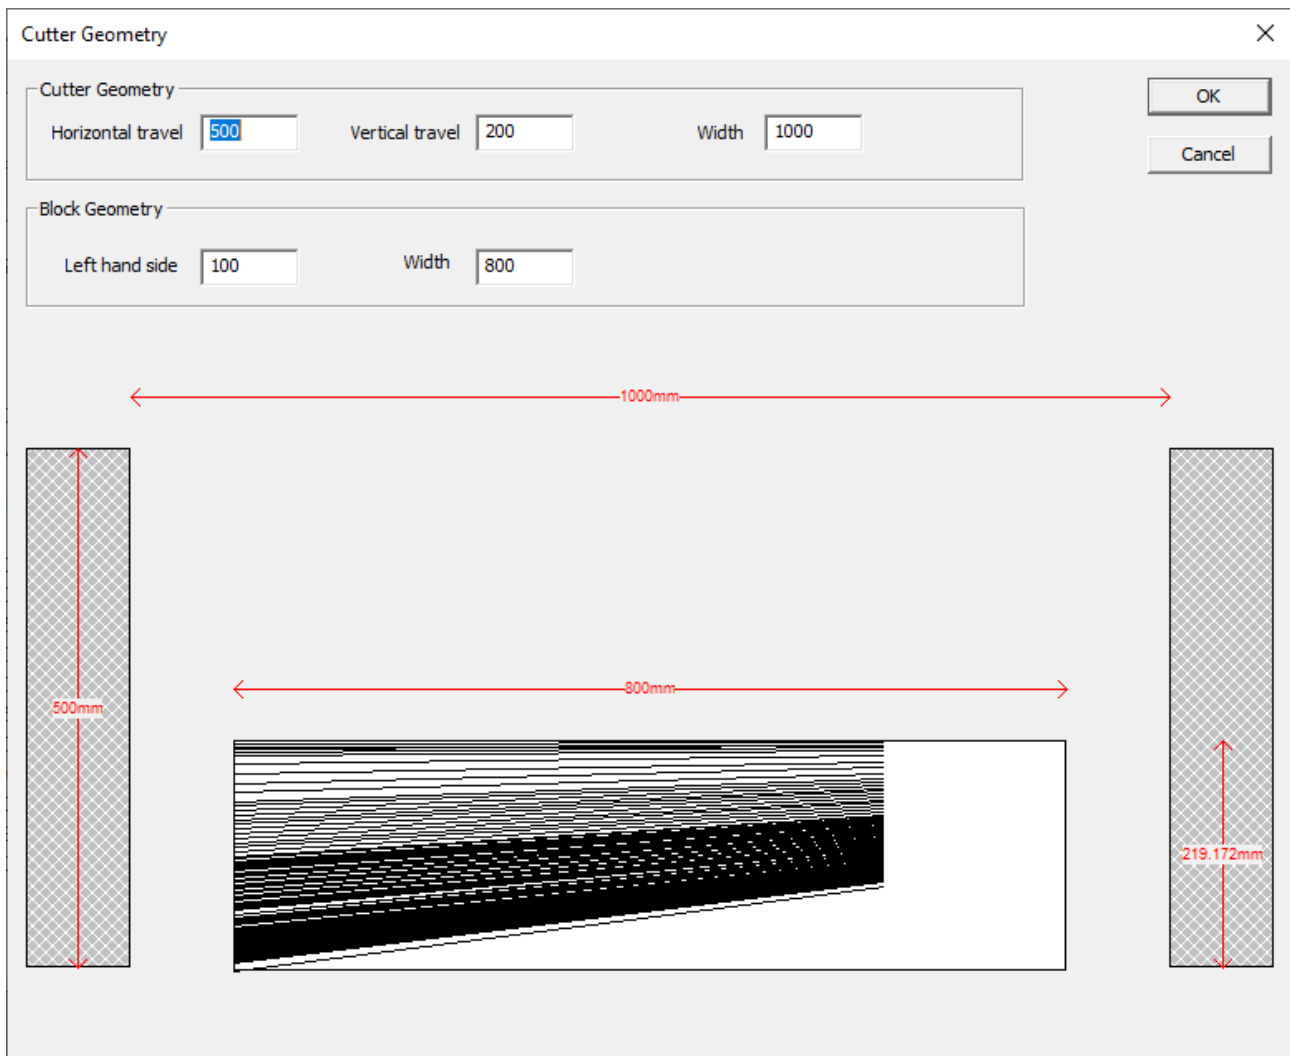 Cutter Geometry
Cutter Geometry
OK
Horizontal travel 500 Vertical travel 200 Width 1000
Cancel
Block Geometry
Left hand side 100 Width 800
1000mm
800mm
500mm
219.172mm